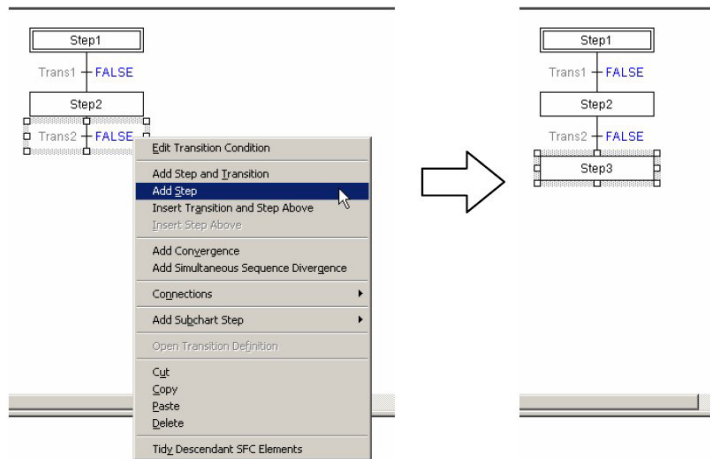 Step1
Trans1 FALSE
Step2
Trans2 FALSE
Edit Transition Condition
Add Step and Transition
Add Step
Insert Transition and Step Above
Insert Step Above
Add Convergence
Add Simultaneous Sequence Divergence
Connections
Add Subchart Step
Open Transition Definition
Cut
Copy
Paste
Delete
Tidy Descendant SFC Elements
Step1
Trans1 FALSE
Step2
Trans2 FALSE
Step3